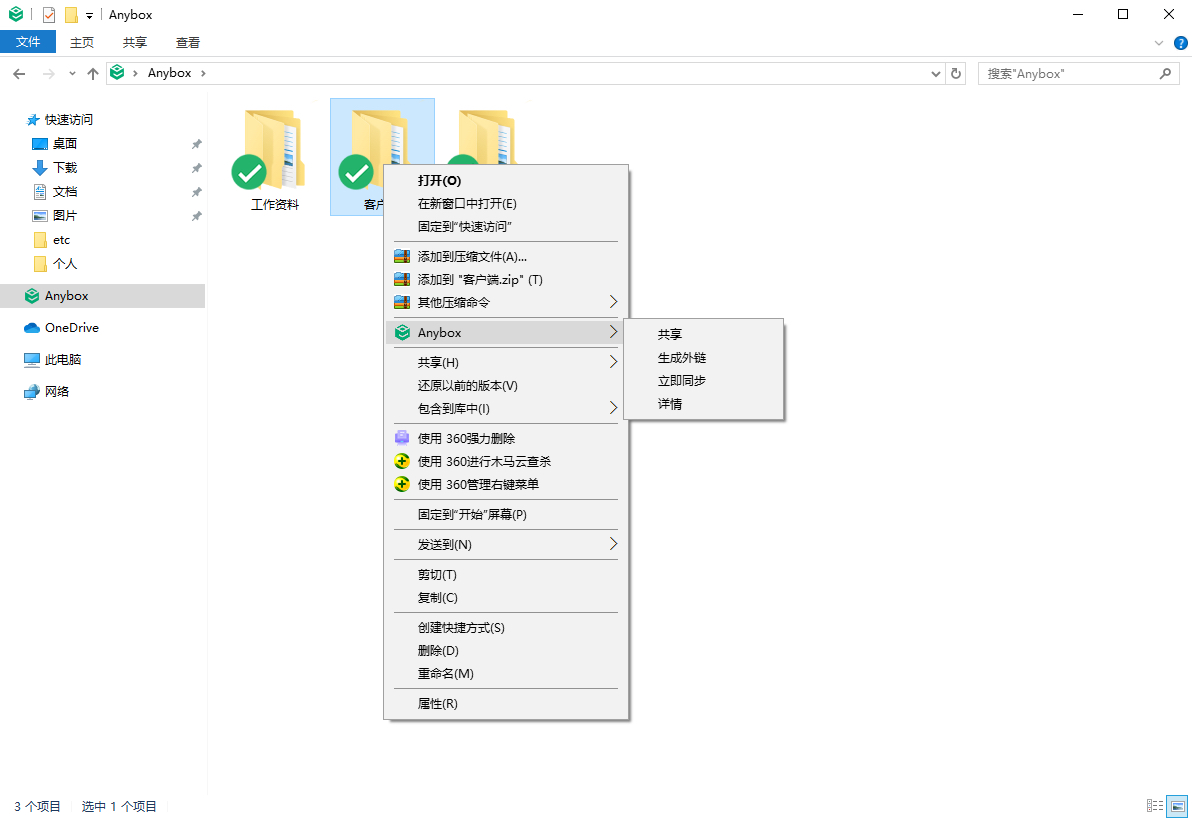 Anybox
文件 主页 共享 查看
Anybox
搜索"Anybox"
快速访问
桌面
下载
文档
图片
etc
个人
Anybox
OneDrive
此电脑
网络
工作资料
客户
打开(O)
在新窗口中打开(E)
固定到"快速访问"
添加到压缩文件(A)...
添加到 "客户端.zip" (T)
其他压缩命令
Anybox
共享(H)
还原以前的版本(V)
包含到库中(I)
使用 360强力删除
使用 360进行木马云查杀
使用 360管理右键菜单
固定到"开始"屏幕(P)
发送到(N)
剪切(T)
复制(C)
创建快捷方式(S)
删除(D)
重命名(M)
属性(R)
共享
生成外链
立即同步
详情
3 个项目 选中 1 个项目